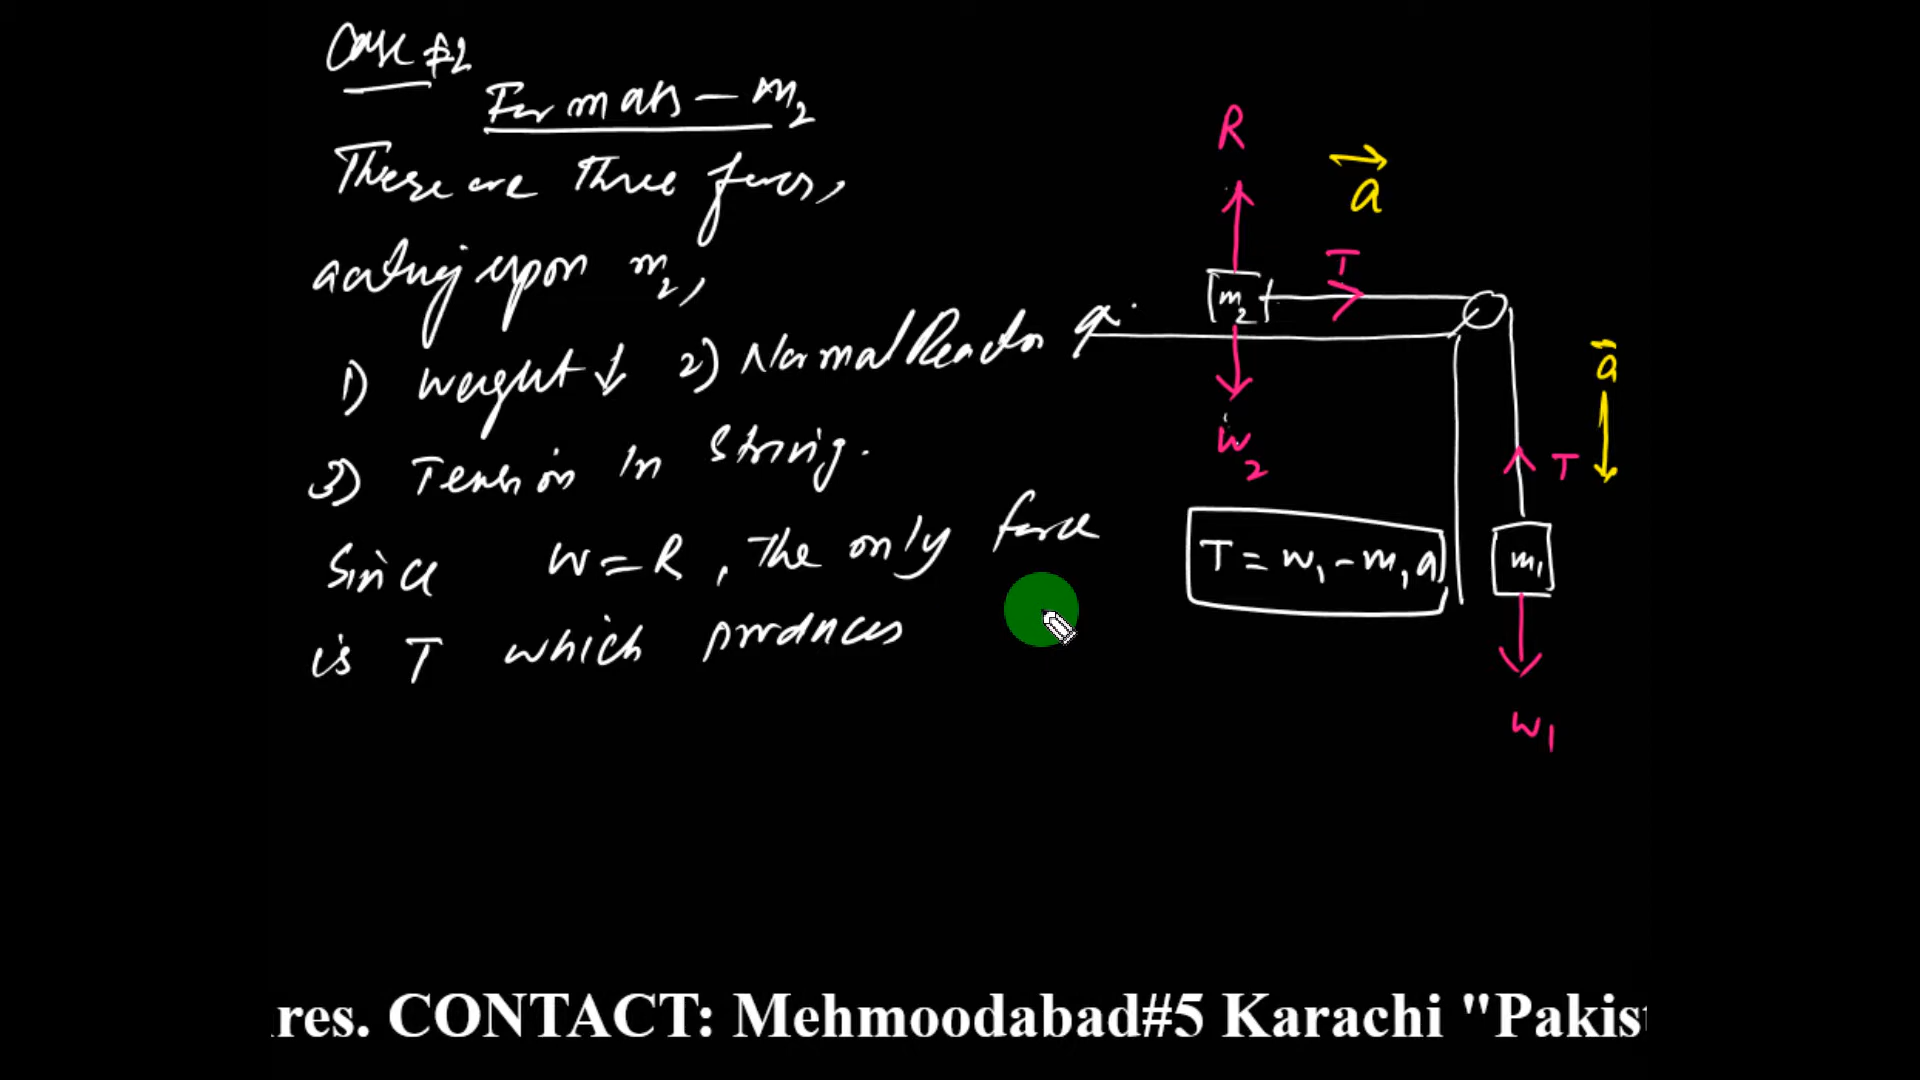 Case #2
For mass - m2
There are three forces,
acting upon m2,
1) weight ↓ 2) Normal Reaction
3) Tension in string.
Since w = R, the only force
is T which produces
R
a
T
m2
w2
a
T
T = w1 - m1a
m1
w1
res. CONTACT: Mehmoodabad#5 Karachi "Pakis